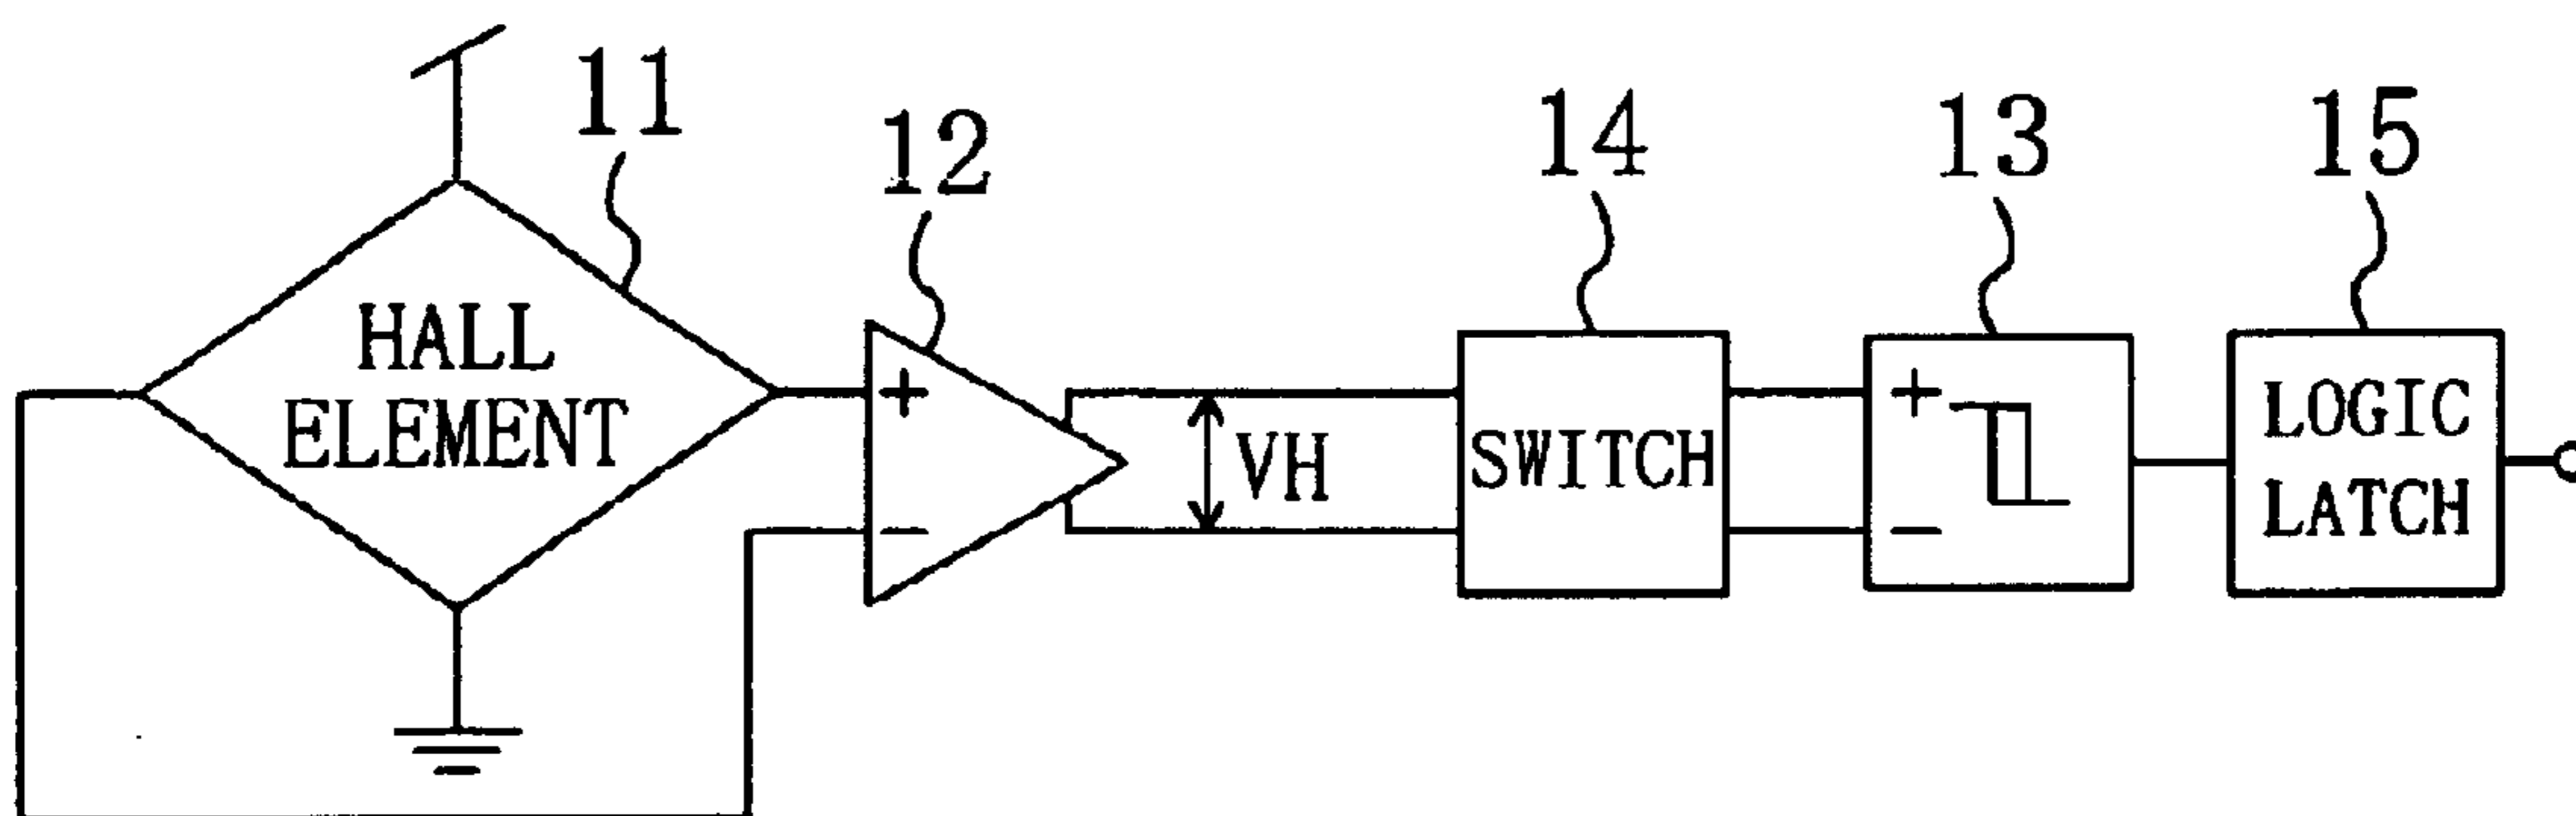 11
12
14
13
15
HALL
ELEMENT
+
−
VH
SWITCH
+
−
LOGIC
LATCH